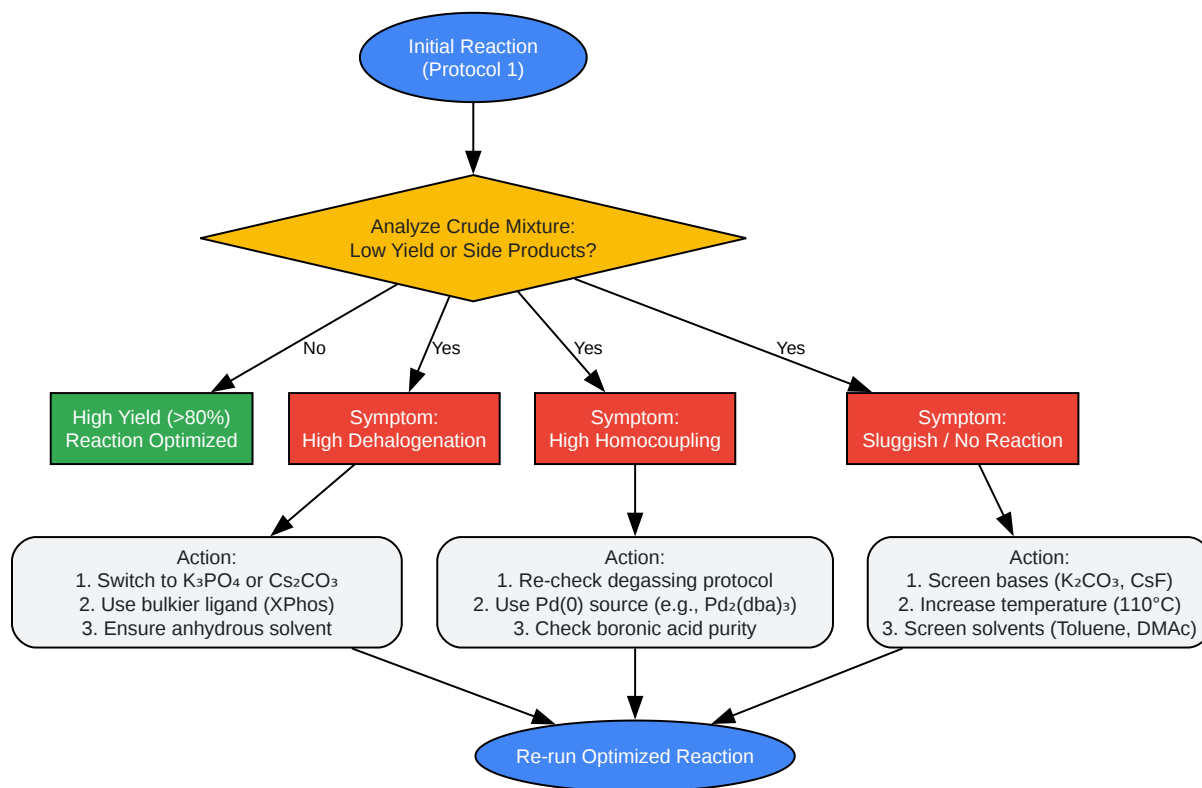 Initial Reaction
(Protocol 1)
Analyze Crude Mixture:
Low Yield or Side Products?
No
Yes
Yes
Yes
High Yield (>80%)
Reaction Optimized
Symptom:
High Dehalogenation
Symptom:
High Homocoupling
Symptom:
Sluggish / No Reaction
Action:
1. Switch to K₃PO₄ or Cs₂CO₃
2. Use bulkier ligand (XPhos)
3. Ensure anhydrous solvent
Action:
1. Re-check degassing protocol
2. Use Pd(0) source (e.g., Pd₂(dba)₃)
3. Check boronic acid purity
Action:
1. Screen bases (K₂CO₃, CsF)
2. Increase temperature (110°C)
3. Screen solvents (Toluene, DMAc)
Re-run Optimized Reaction